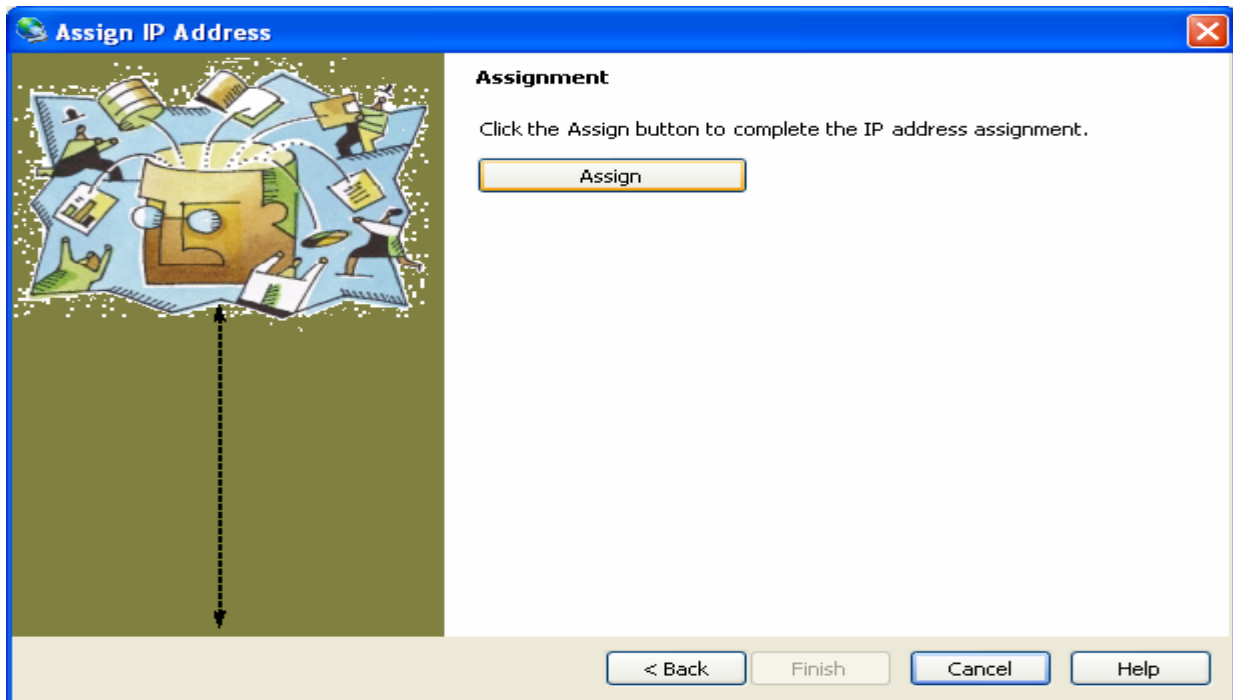 Assign IP Address
Assignment
Click the Assign button to complete the IP address assignment.
Assign
< Back Finish Cancel Help